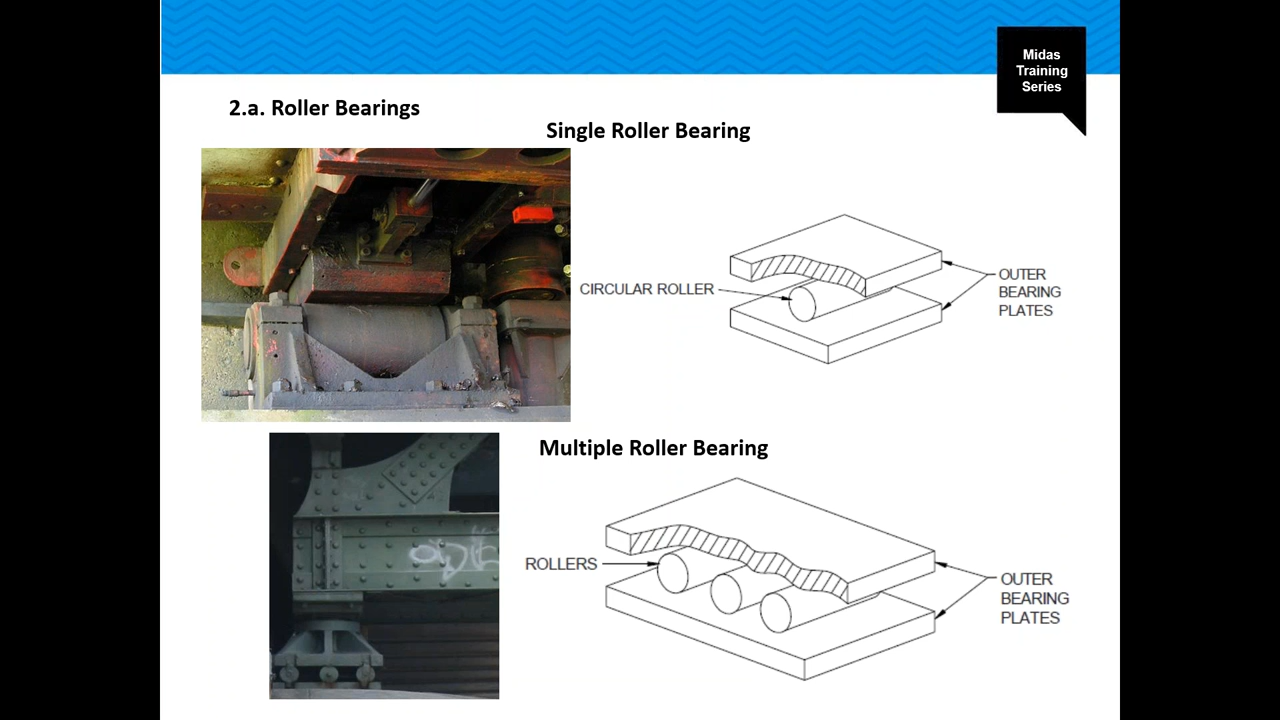 Midas
Training
Series
2.a. Roller Bearings
Single Roller Bearing
CIRCULAR ROLLER
OUTER
BEARING
PLATES
Multiple Roller Bearing
ROLLERS
OUTER
BEARING
PLATES